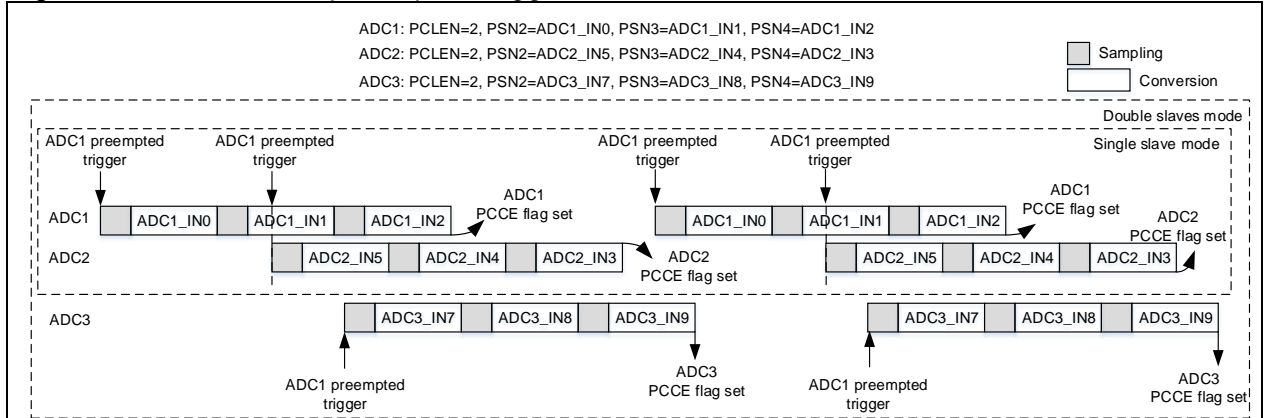 ADC1: PCLEN=2, PSN2=ADC1_IN0, PSN3=ADC1_IN1, PSN4=ADC1_IN2
ADC2: PCLEN=2, PSN2=ADC2_IN5, PSN3=ADC2_IN4, PSN4=ADC2_IN3
ADC3: PCLEN=2, PSN2=ADC3_IN7, PSN3=ADC3_IN8, PSN4=ADC3_IN9
Sampling
Conversion
Double slaves mode
Single slave mode
ADC1 preempted
trigger
ADC1 preempted
trigger
ADC1 preempted
trigger
ADC1 preempted
trigger
ADC1
ADC1_IN0
ADC1_IN1
ADC1_IN2
ADC1
PCCE flag set
ADC1_IN0
ADC1_IN1
ADC1_IN2
ADC1
PCCE flag set
ADC2
ADC2_IN5
ADC2_IN4
ADC2_IN3
ADC2
PCCE flag set
ADC2_IN5
ADC2_IN4
ADC2_IN3
ADC2
PCCE flag set
ADC3
ADC3_IN7
ADC3_IN8
ADC3_IN9
ADC3_IN7
ADC3_IN8
ADC3_IN9
ADC1 preempted
trigger
ADC3
PCCE flag set
ADC1 preempted
trigger
ADC3
PCCE flag set